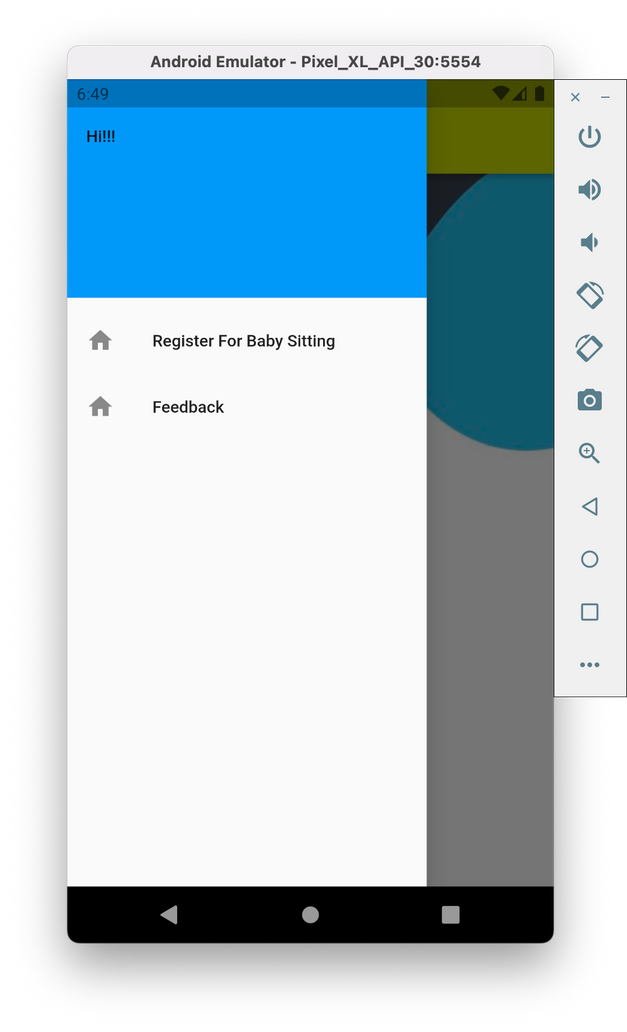 Android Emulator - Pixel_XL_API_30:5554
6:49
Hi!!!
Register For Baby Sitting
Feedback